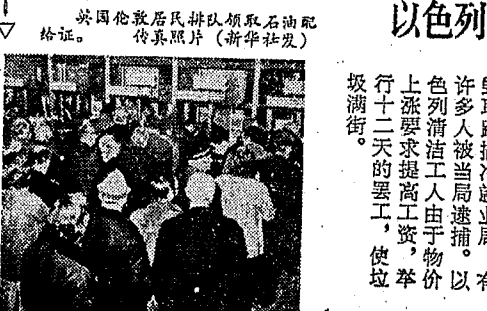 英国伦敦居民排队领取石油配
给证。 传真照片（新华社发）
以色列
许多人被当局逮捕。以
色列清洁工人由于物价
上涨要求提高工资，举
行十二天的罢工，使垃
圾满街。